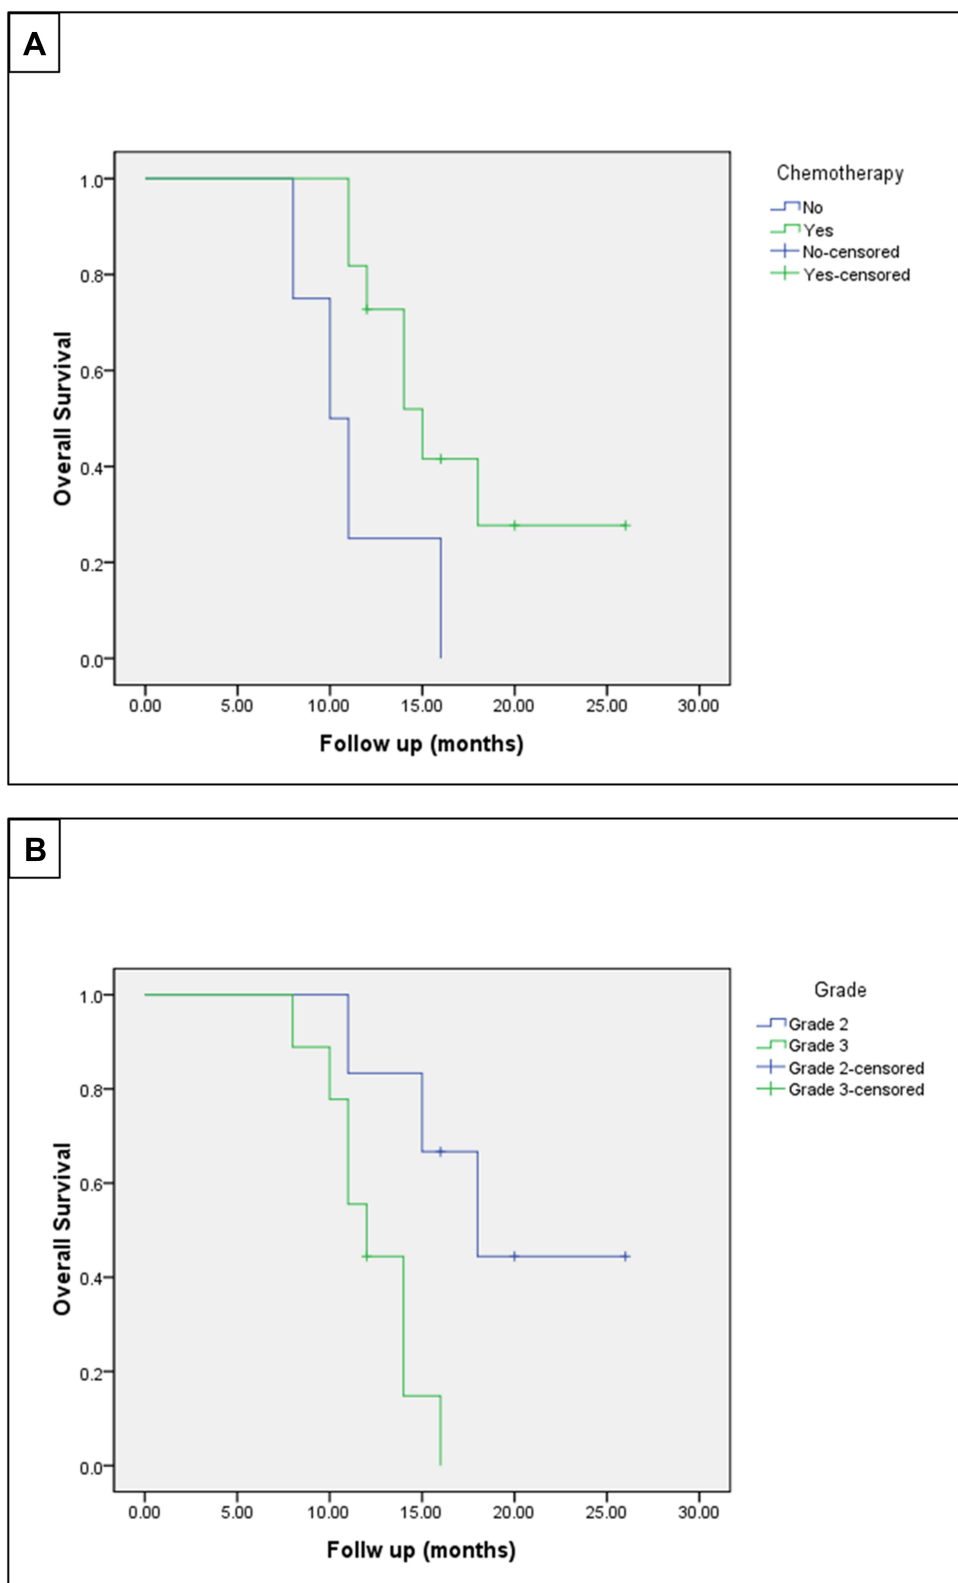 A
Chemotherapy
No
Yes
No-censored
Yes-censored
Overall Survival
1.0
0.8
0.6
0.4
0.2
0.0
0.00 5.00 10.00 15.00 20.00 25.00 30.00
Follow up (months)
B
Grade
Grade 2
Grade 3
Grade 2-censored
Grade 3-censored
Overall Survival
1.0
0.8
0.6
0.4
0.2
0.0
0.00 5.00 10.00 15.00 20.00 25.00 30.00
Follw up (months)